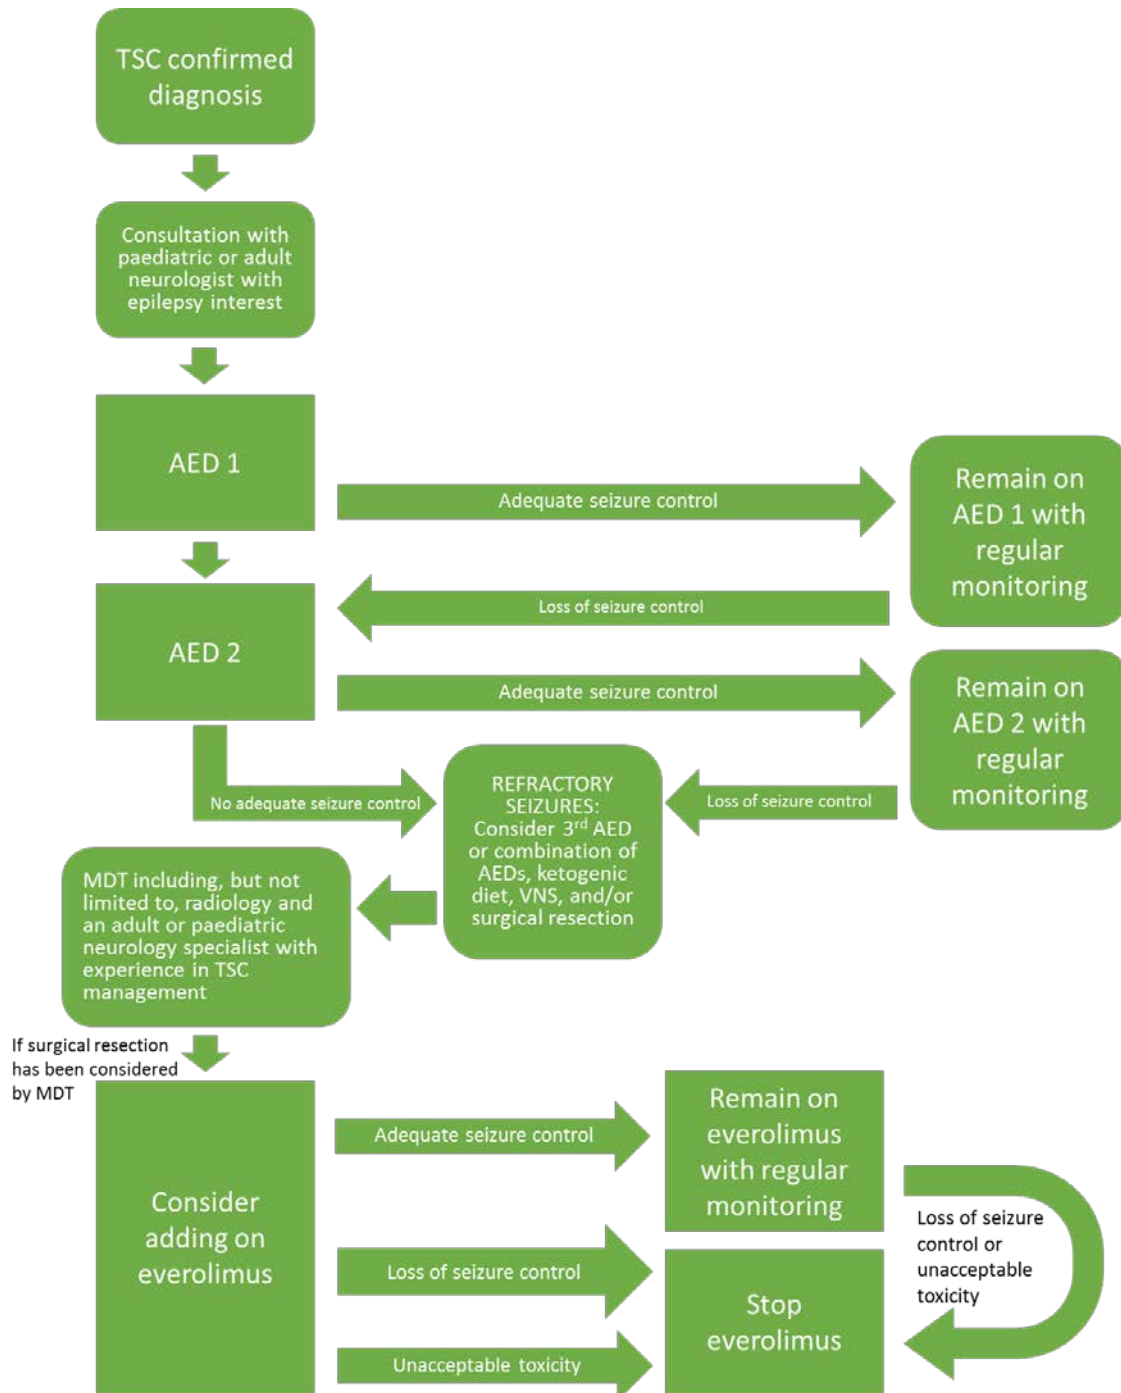 TSC confirmed
diagnosis
Consultation with
paediatric or adult
neurologist with
epilepsy interest
AED 1
Adequate seizure control
Remain on
AED 1 with
regular
monitoring
Loss of seizure control
AED 2
Adequate seizure control
Remain on
AED 2 with
regular
monitoring
No adequate seizure control
REFRACTORY
SEIZURES:
Consider 3rd AED
or combination of
AEDs, ketogenic
diet, VNS, and/or
surgical resection
Loss of seizure control
MDT including, but not
limited to, radiology and
an adult or paediatric
neurology specialist with
experience in TSC
management
If surgical resection
has been considered
by MDT
Consider
adding on
everolimus
Adequate seizure control
Remain on
everolimus
with regular
monitoring
Loss of seizure control
Unacceptable toxicity
Stop
everolimus
Loss of seizure
control or
unacceptable
toxicity